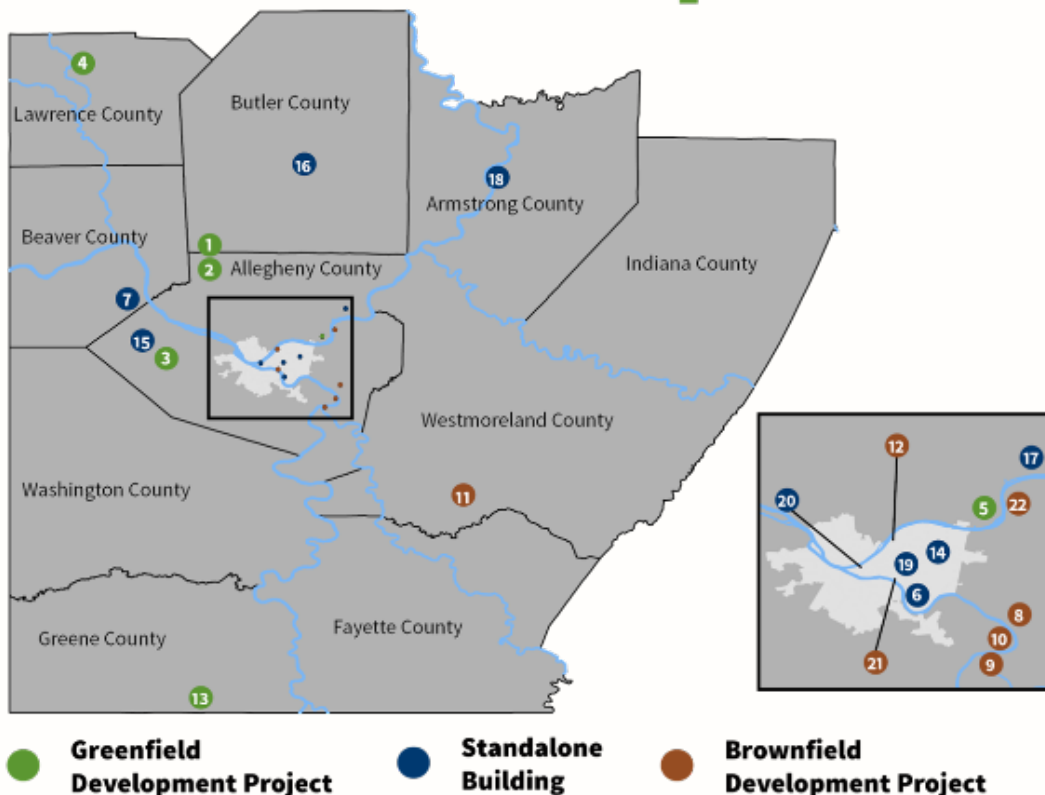 4
Lawrence County
Butler County
16
18
Armstrong County
Beaver County
1
2
Allegheny County
Indiana County
7
15
3
Westmoreland County
Washington County
11
12
17
20
5
22
14
19
6
8
10
9
21
Greene County
Fayette County
13
Greenfield
Development Project
Standalone
Building
Brownfield
Development Project